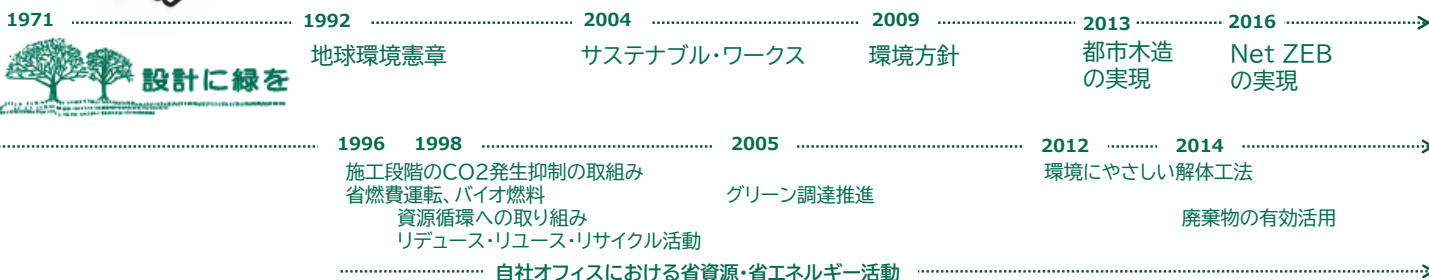 1971 1992 2004 2009 2013 2016
設計に緑を
地球環境憲章
サステナブル・ワークス
環境方針
都市木造
の実現
Net ZEB
の実現
1996 1998 2005 2012 2014
施工段階のCO2発生抑制の取組み
省燃費運転、バイオ燃料
資源循環への取り組み
リデュース・リユース・リサイクル活動
グリーン調達推進
環境にやさしい解体工法
廃棄物の有効活用
自社オフィスにおける省資源・省エネルギー活動